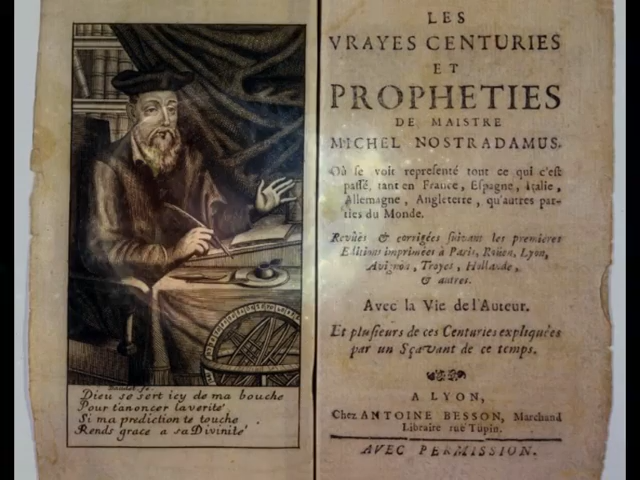 Baudet fe.
Dieu se sert icy de ma bouche
Pour t'anoncer la verité
Si ma prediction te touche
Rends grace a sa Divinité
LES
VRAYES CENTURIES
ET
PROPHETIES
DE MAISTRE
MICHEL NOSTRADAMUS.
Où se voit representé tout ce qui c'est
passé, tant en France, Espagne, Italie,
Allemagne, Angleterre, qu'autres par-
ties du Monde.
Revûës & corrigées suivant les premieres
Editions imprimées à Paris, Roüen, Lyon,
Avignon, Troyes, Hollande,
& autres.
Avec la Vie de l'Auteur.
Et plusieurs de ces Centuries expliquées
par un Sçavant de ce temps.
A LYON,
Chez ANTOINE BESSON, Marchand
Libraire ruë Tupin.
AVEC PERMISSION.